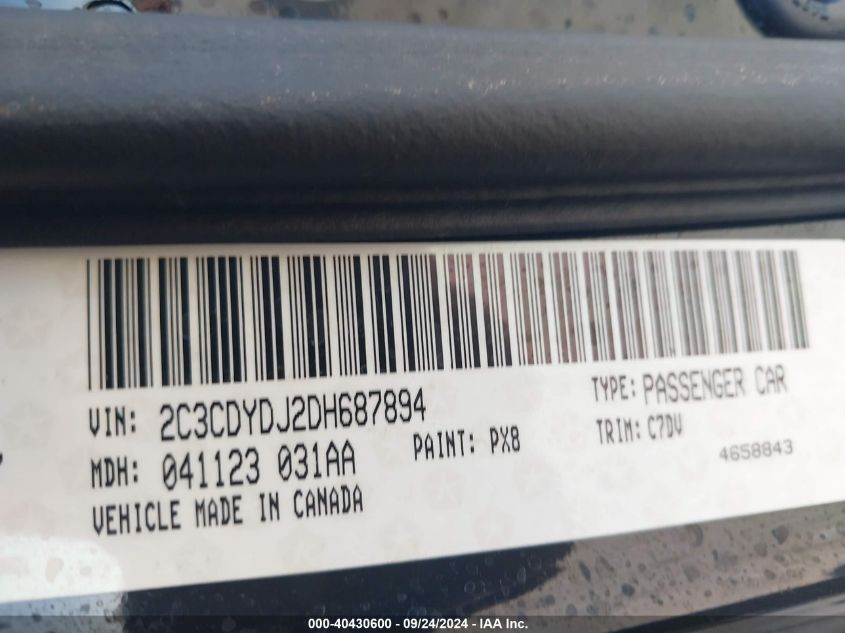 VIN: 2C3CDYDJ2DH687894
TYPE: PASSENGER CAR
MDH: 041123 031AA
PAINT: PX8
TRIM: C7DV
4658843
VEHICLE MADE IN CANADA
000-40430600 - 09/24/2024 - IAA Inc.